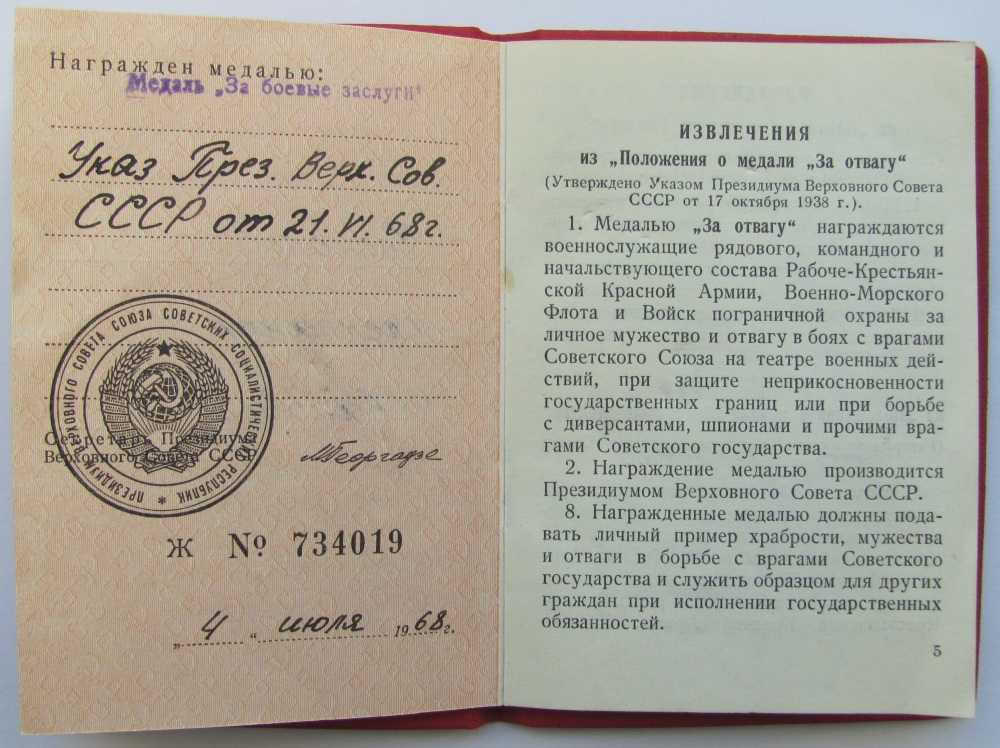 Награжден медалью:
Медаль „За боевые заслуги"
Указ През. Верх. Сов.
СССР от 21. VI. 68 г.
ПРЕЗИДИУМ ВЕРХОВНОГО СОВЕТА СОЮЗА СОВЕТСКИХ СОЦИАЛИСТИЧЕСКИХ РЕСПУБЛИК
Секретарь Президиума
Верховного Совета СССР
МГеоргадзе
Ж № 734019
„ 4 “ июля 1968 г.
ИЗВЛЕЧЕНИЯ
из „Положения о медали „За отвагу“
(Утверждено Указом Президиума Верховного Совета
СССР от 17 октября 1938 г.).
1. Медалью „За отвагу“ награждаются
военнослужащие рядового, командного и
начальствующего состава Рабоче-Крестьян-
ской Красной Армии, Военно-Морского
Флота и Войск пограничной охраны за
личное мужество и отвагу в боях с врагами
Советского Союза на театре военных дей-
ствий, при защите неприкосновенности
государственных границ или при борьбе
с диверсантами, шпионами и прочими вра-
гами Советского государства.
2. Награждение медалью производится
Президиумом Верховного Совета СССР.
8. Награжденные медалью должны пода-
вать личный пример храбрости, мужества
и отваги в борьбе с врагами Советского
государства и служить образцом для других
граждан при исполнении государственных
обязанностей.
5